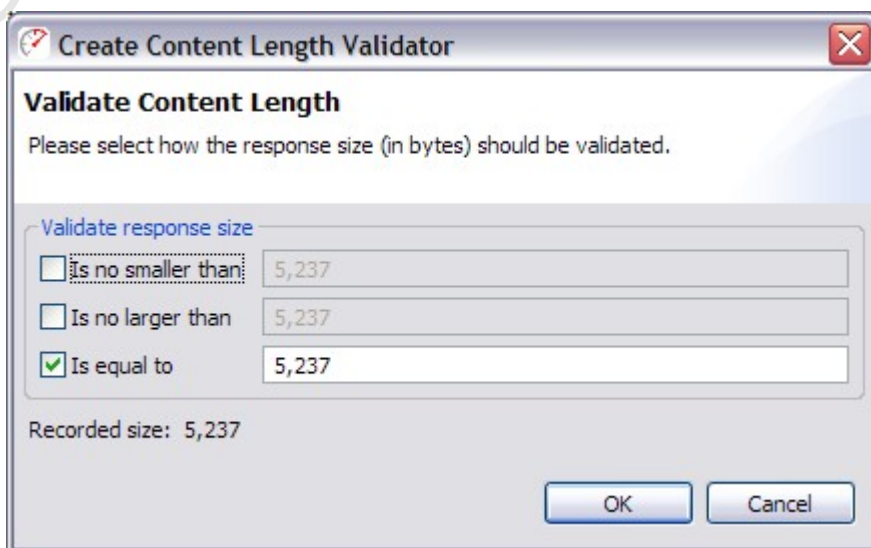 Create Content Length Validator
Validate Content Length
Please select how the response size (in bytes) should be validated.
Validate response size
Is no smaller than 5,237
Is no larger than 5,237
Is equal to 5,237
Recorded size: 5,237
OK Cancel